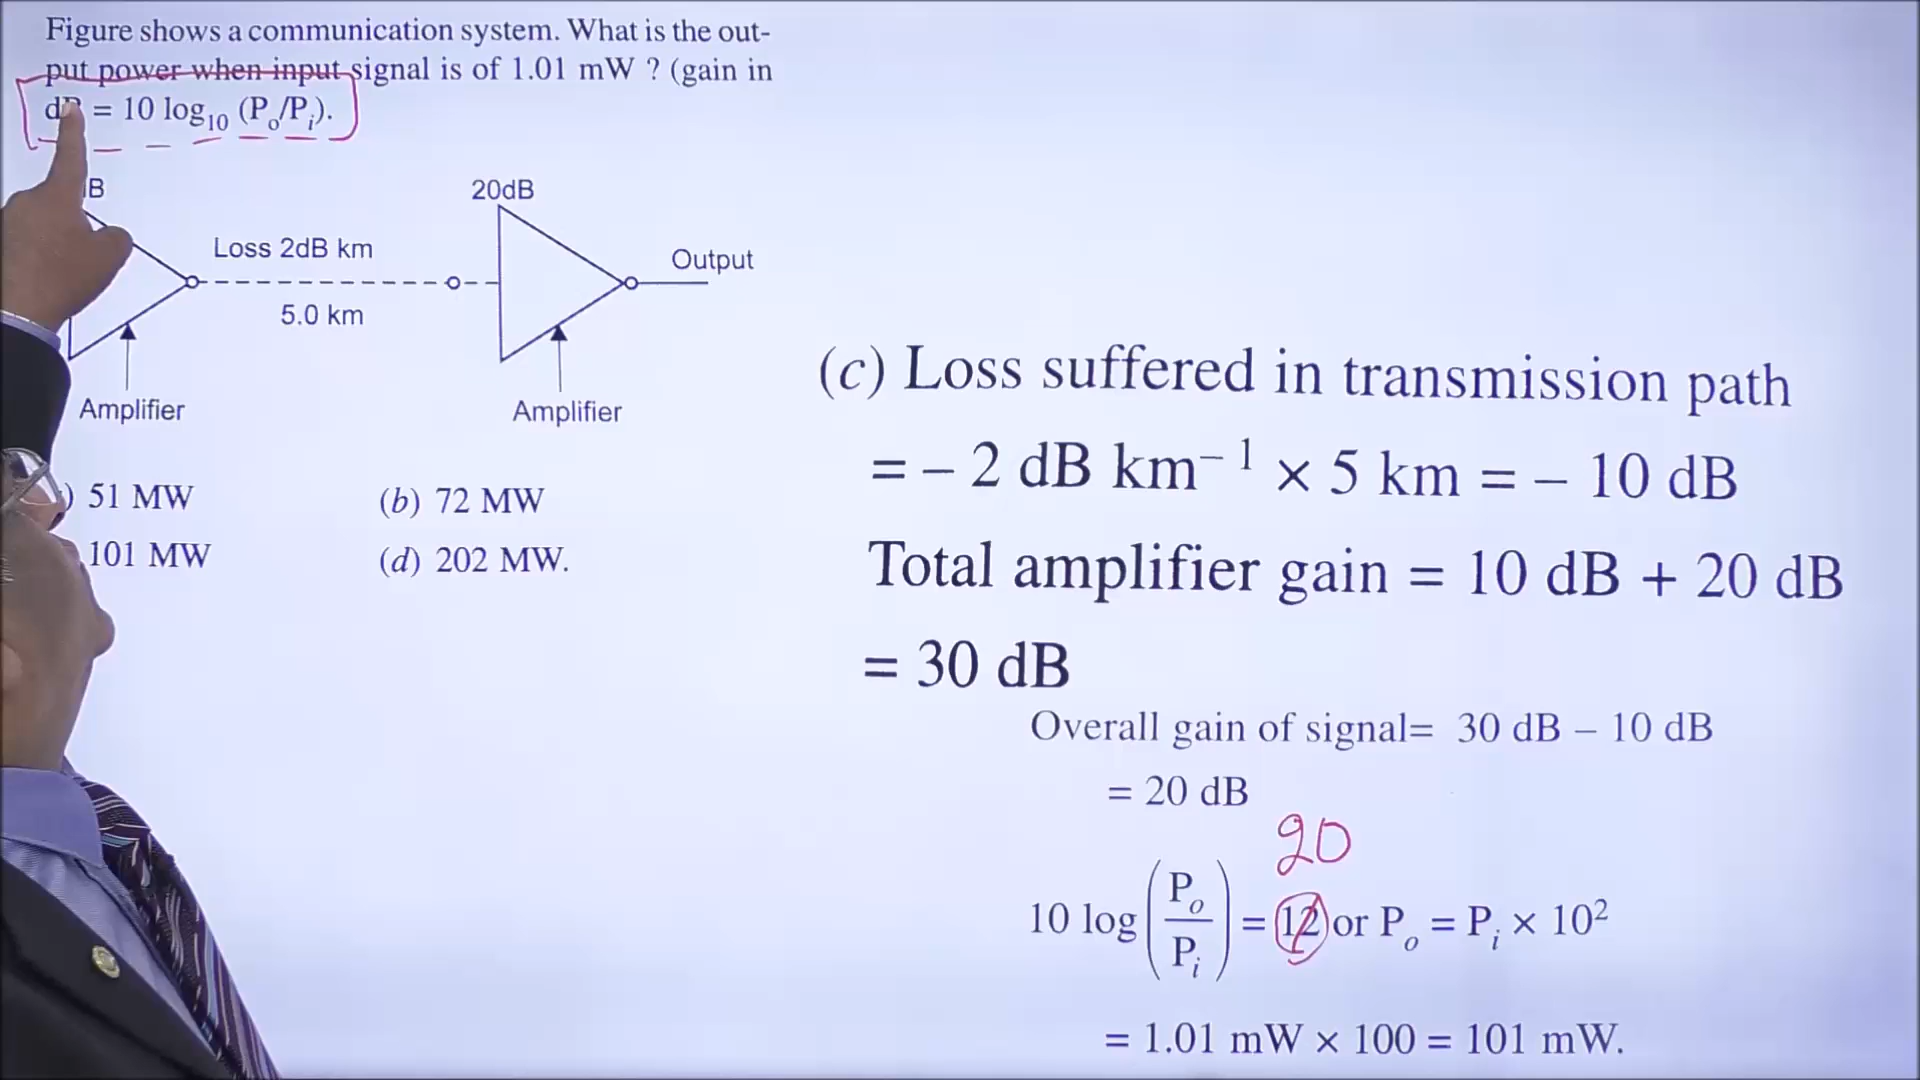 Figure shows a communication system. What is the out-
put power when input signal is of 1.01 mW ? (gain in
dB = 10 log₁₀ (Pₒ/Pᵢ).
B
20dB
Loss 2dB km
Output
5.0 km
Amplifier
Amplifier
) 51 MW
(b) 72 MW
101 MW
(d) 202 MW.
(c) Loss suffered in transmission path
= – 2 dB km⁻¹ × 5 km = – 10 dB
Total amplifier gain = 10 dB + 20 dB
= 30 dB
Overall gain of signal= 30 dB – 10 dB
= 20 dB
20
10 log(Pₒ/Pᵢ) = 12 or Pₒ = Pᵢ × 10²
= 1.01 mW × 100 = 101 mW.